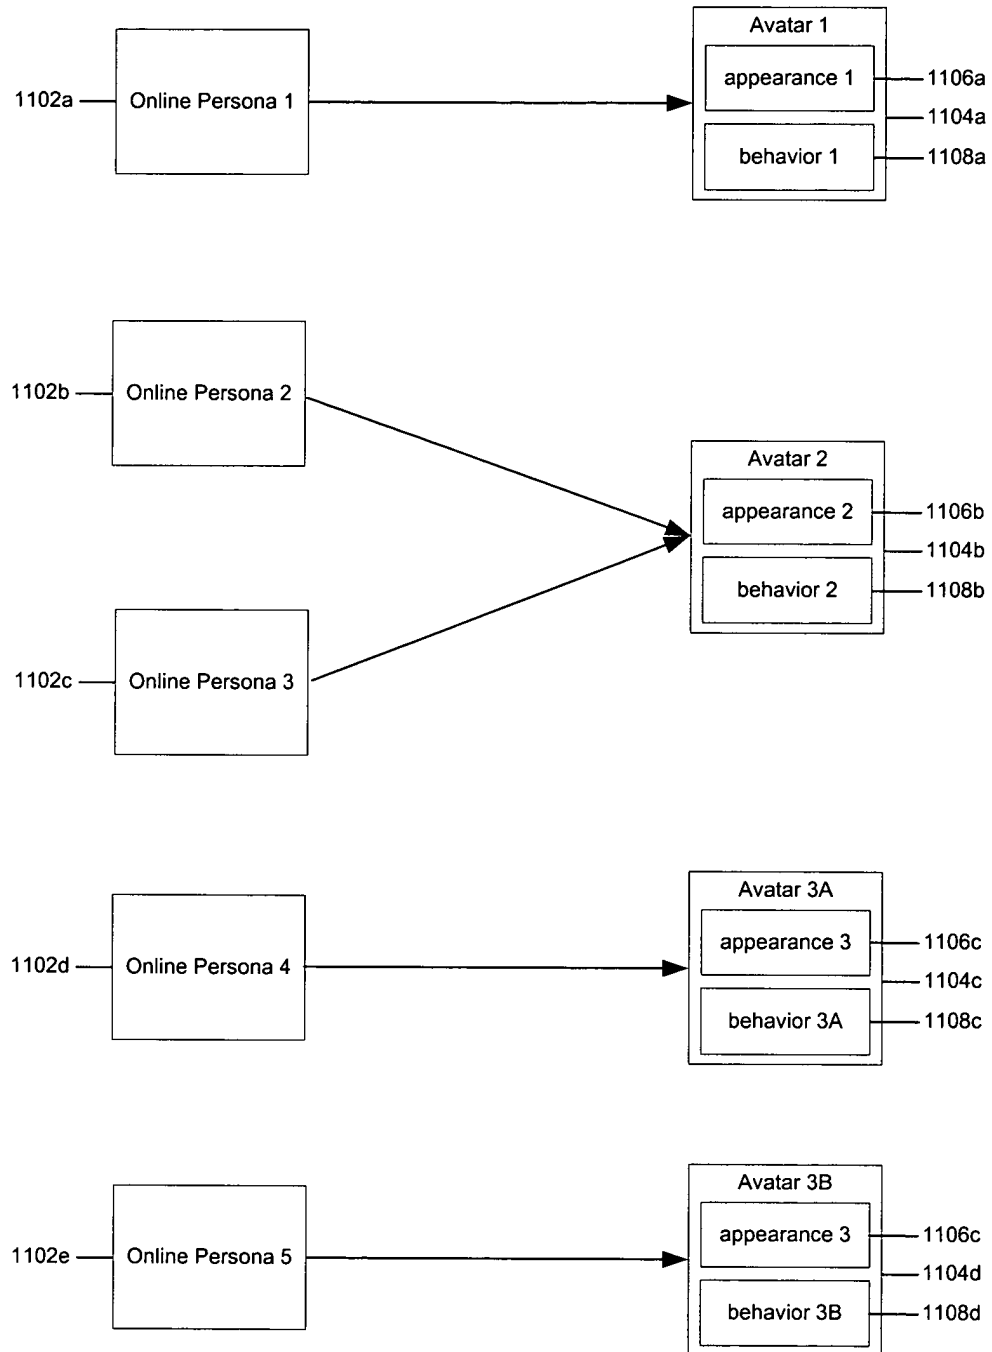 Avatar 1
appearance 1
1106a
1102a
Online Persona 1
1104a
behavior 1
1108a
1102b
Online Persona 2
Avatar 2
appearance 2
1106b
1104b
behavior 2
1108b
1102c
Online Persona 3
Avatar 3A
appearance 3
1106c
1102d
Online Persona 4
1104c
behavior 3A
1108c
Avatar 3B
appearance 3
1106c
1102e
Online Persona 5
1104d
behavior 3B
1108d